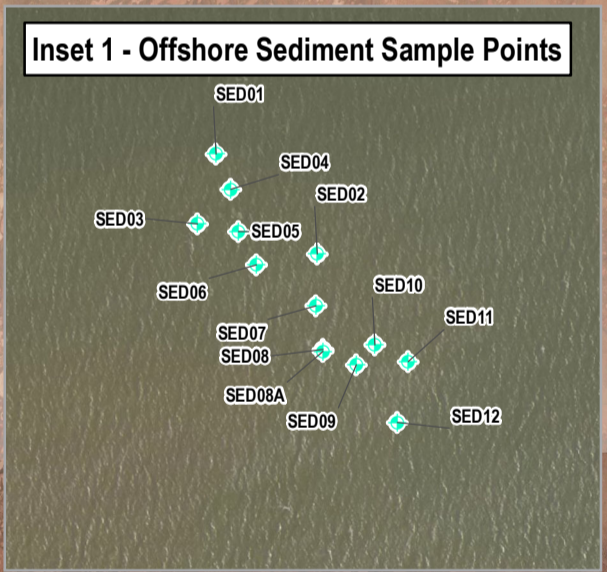 Inset 1 - Offshore Sediment Sample Points
SED01
SED04
SED02
SED03
SED05
SED06
SED10
SED11
SED07
SED08
SED08A
SED09
SED12